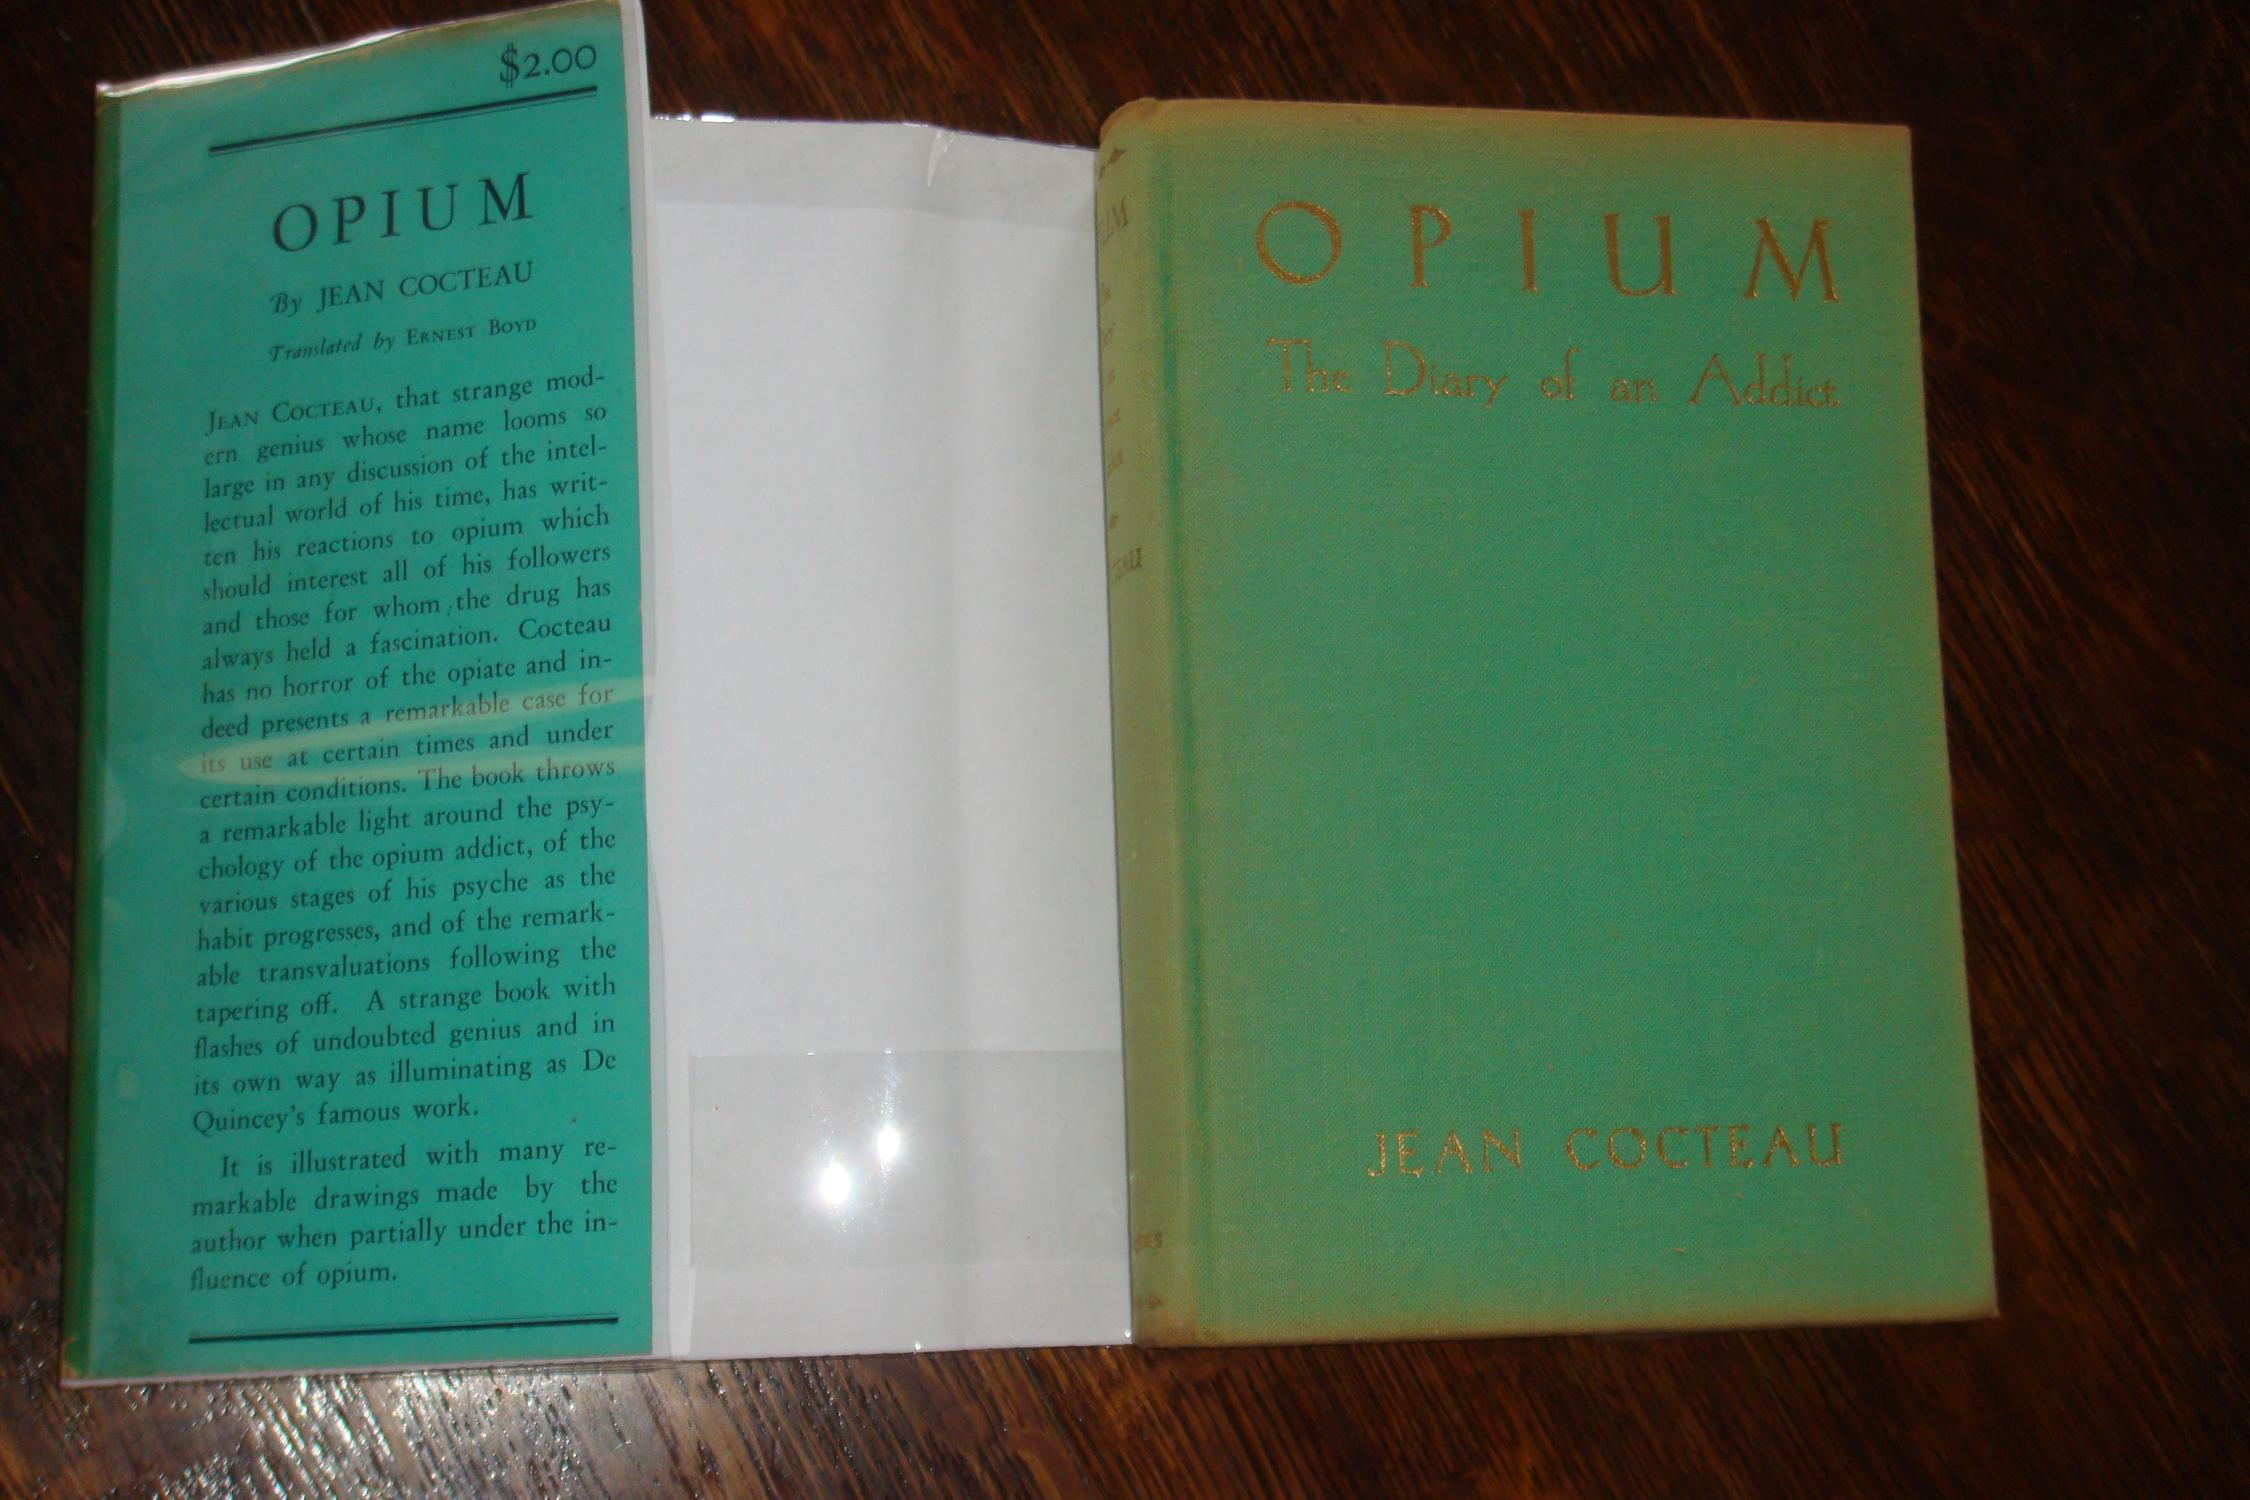 $2.00
OPIUM
By JEAN COCTEAU
Translated by ERNEST BOYD
JEAN COCTEAU, that strange mod-
ern genius whose name looms so
large in any discussion of the intel-
lectual world of his time, has writ-
ten his reactions to opium which
should interest all of his followers
and those for whom the drug has
always held a fascination. Cocteau
has no horror of the opiate and in-
deed presents a remarkable case for
its use at certain times and under
certain conditions. The book throws
a remarkable light around the psy-
chology of the opium addict, of the
various stages of his psyche as the
habit progresses, and of the remark-
able transvaluations following the
tapering off. A strange book with
flashes of undoubted genius and in
its own way as illuminating as De
Quincey's famous work.
It is illustrated with many re-
markable drawings made by the
author when partially under the in-
fluence of opium.
OPIUM
The Diary of an Addict
JEAN COCTEAU